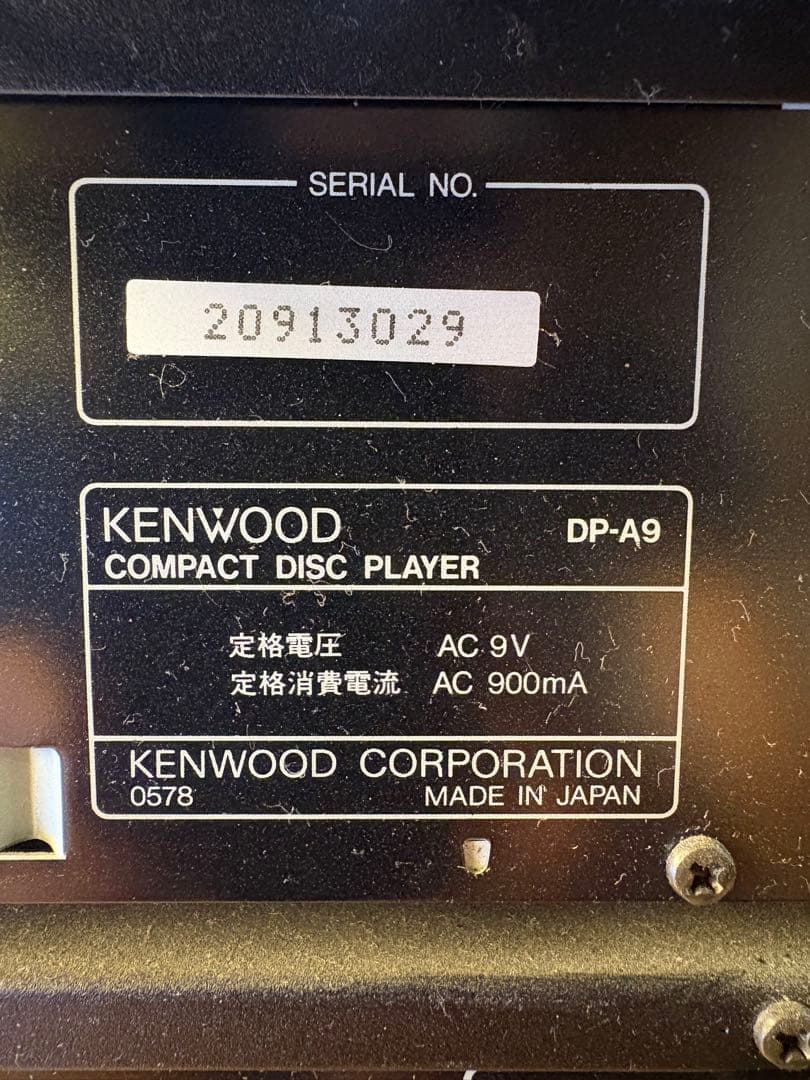 SERIAL NO.
20913029
KENWOOD DP-A9
COMPACT DISC PLAYER
定格電圧 AC 9V
定格消費電流 AC 900mA
KENWOOD CORPORATION
0578 MADE IN JAPAN